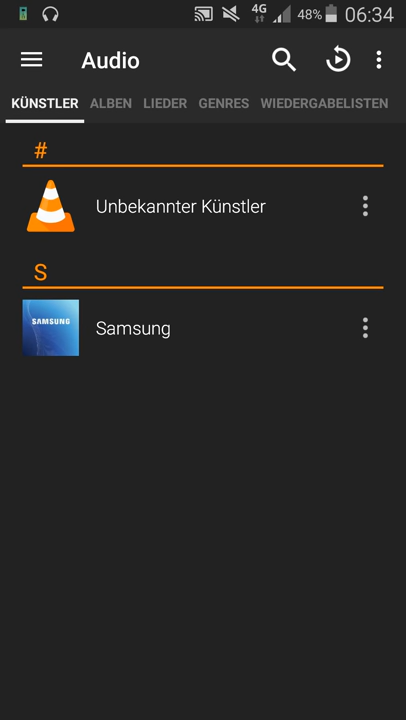 4G 48% 06:34
Audio
KÜNSTLER ALBEN LIEDER GENRES WIEDERGABELISTEN
#
Unbekannter Künstler
S
SAMSUNG
Samsung